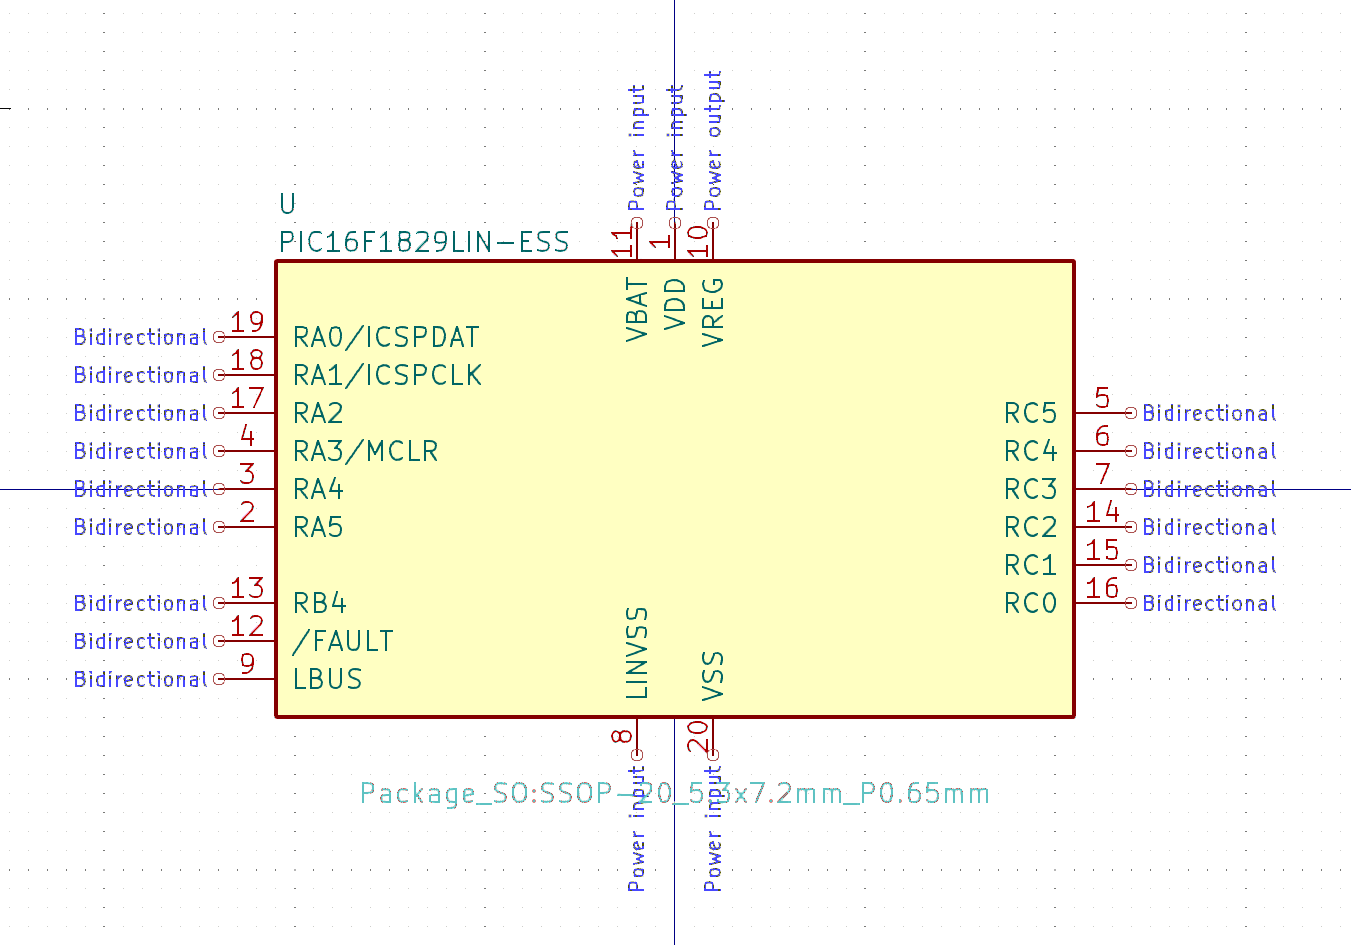 Power input
Power input
Power output
U
PIC16F1829LIN-ESS
11
1
10
VBAT
VDD
VREG
Bidirectional 19 RA0/ICSPDAT
Bidirectional 18 RA1/ICSPCLK
Bidirectional 17 RA2
RC5 5 Bidirectional
Bidirectional 4 RA3/MCLR
RC4 6 Bidirectional
Bidirectional 3 RA4
RC3 7 Bidirectional
Bidirectional 2 RA5
RC2 14 Bidirectional
RC1 15 Bidirectional
Bidirectional 13 RB4
RC0 16 Bidirectional
Bidirectional 12 /FAULT
Bidirectional 9 LBUS
LINVSS
VSS
8
20
Package_SO:SSOP-20_5.3x7.2mm_P0.65mm
Power input
Power input